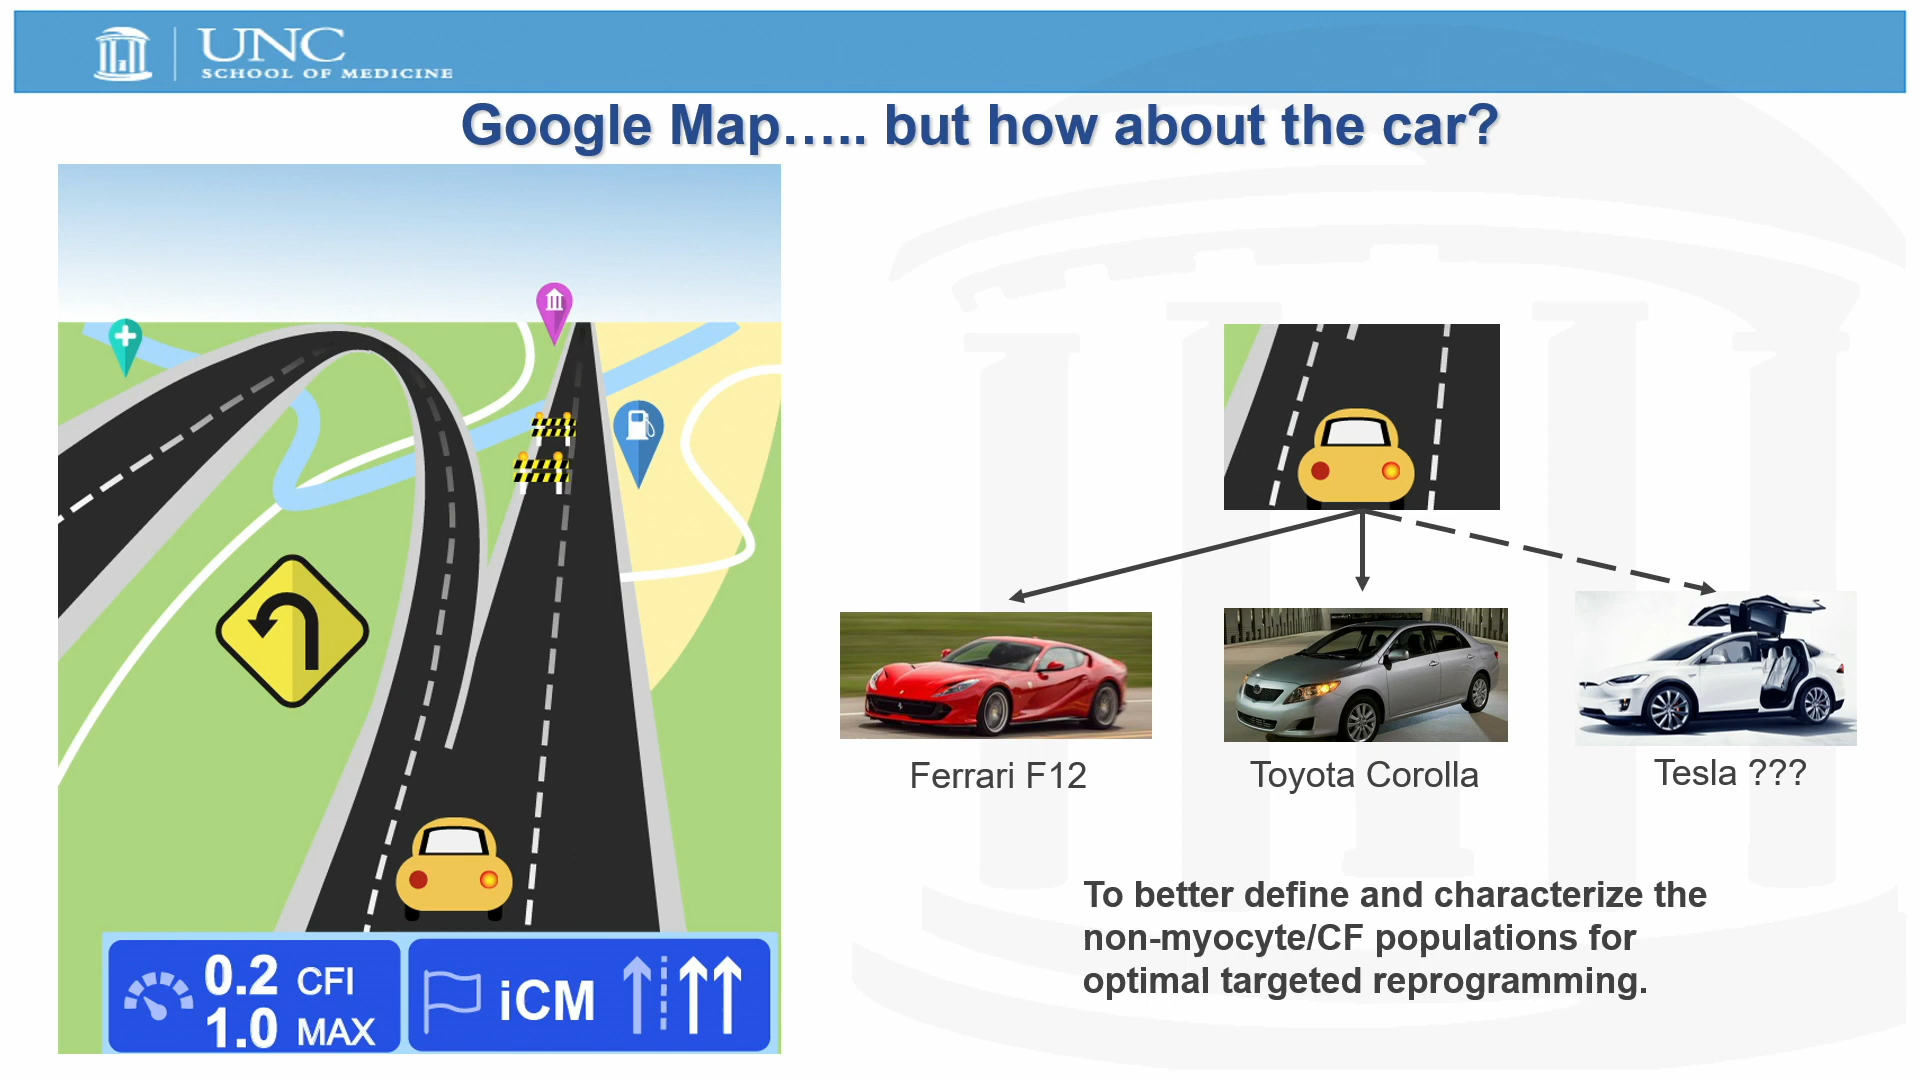 UNC
SCHOOL OF MEDICINE
Google Map….. but how about the car?
0.2 CFI
1.0 MAX
iCM
Ferrari F12
Toyota Corolla
Tesla ???
To better define and characterize the
non-myocyte/CF populations for
optimal targeted reprogramming.